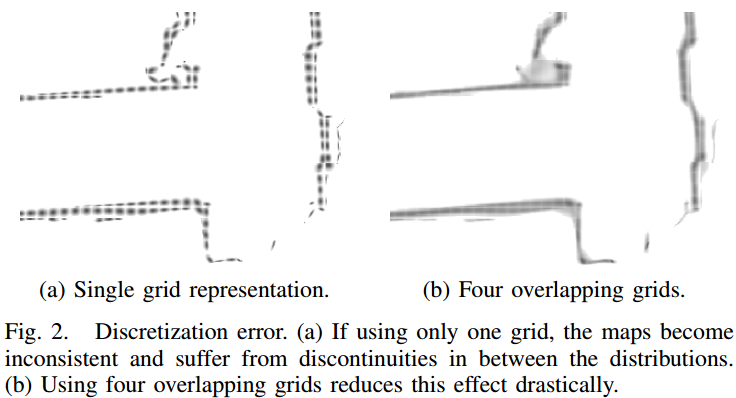 (a) Single grid representation.
(b) Four overlapping grids.
Fig. 2. Discretization error. (a) If using only one grid, the maps become
inconsistent and suffer from discontinuities in between the distributions.
(b) Using four overlapping grids reduces this effect drastically.